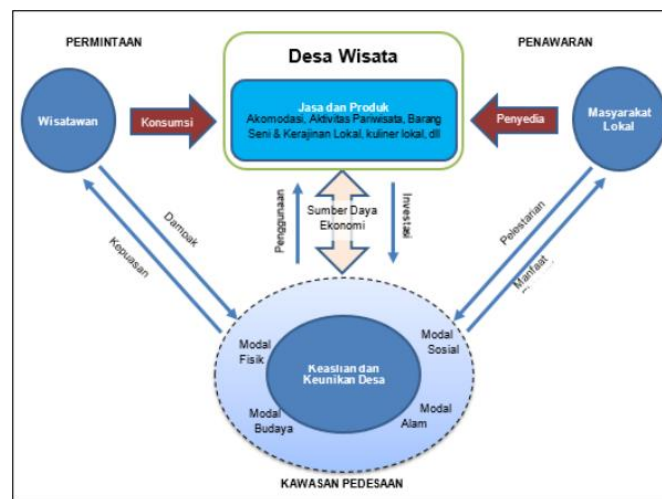 PERMINTAAN
PENAWARAN
Desa Wisata
Jasa dan Produk
Akomodasi, Aktivitas Pariwisata, Barang
Seni & Kerajinan Lokal, kuliner lokal, dll
Wisatawan
Konsumsi
Penyedia
Masyarakat
Lokal
Dampak
Kepuasan
Penggunaan
Sumber Daya
Ekonomi
Investasi
Pelestarian
Manfaat
Modal
Fisik
Modal
Sosial
Keaslian dan
Keunikan Desa
Modal
Budaya
Modal
Alam
KAWASAN PEDESAAN